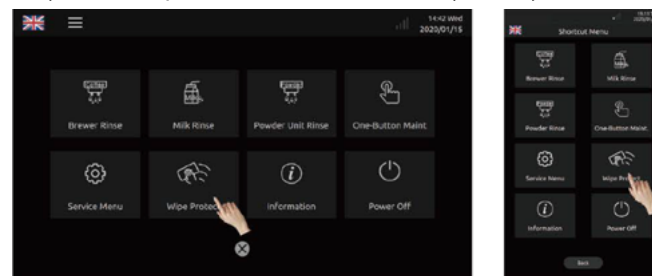 14:42 Wed
2020/01/15
Brewer Rinse
Milk Rinse
Powder Unit Rinse
One-Button Maint.
Service Menu
Wipe Protect
Information
Power Off
Shortcut Menu
Brewer Rinse
Milk Rinse
Powder Rinse
One-Button Maint.
Service Menu
Wipe Protect
Information
Power Off
Back